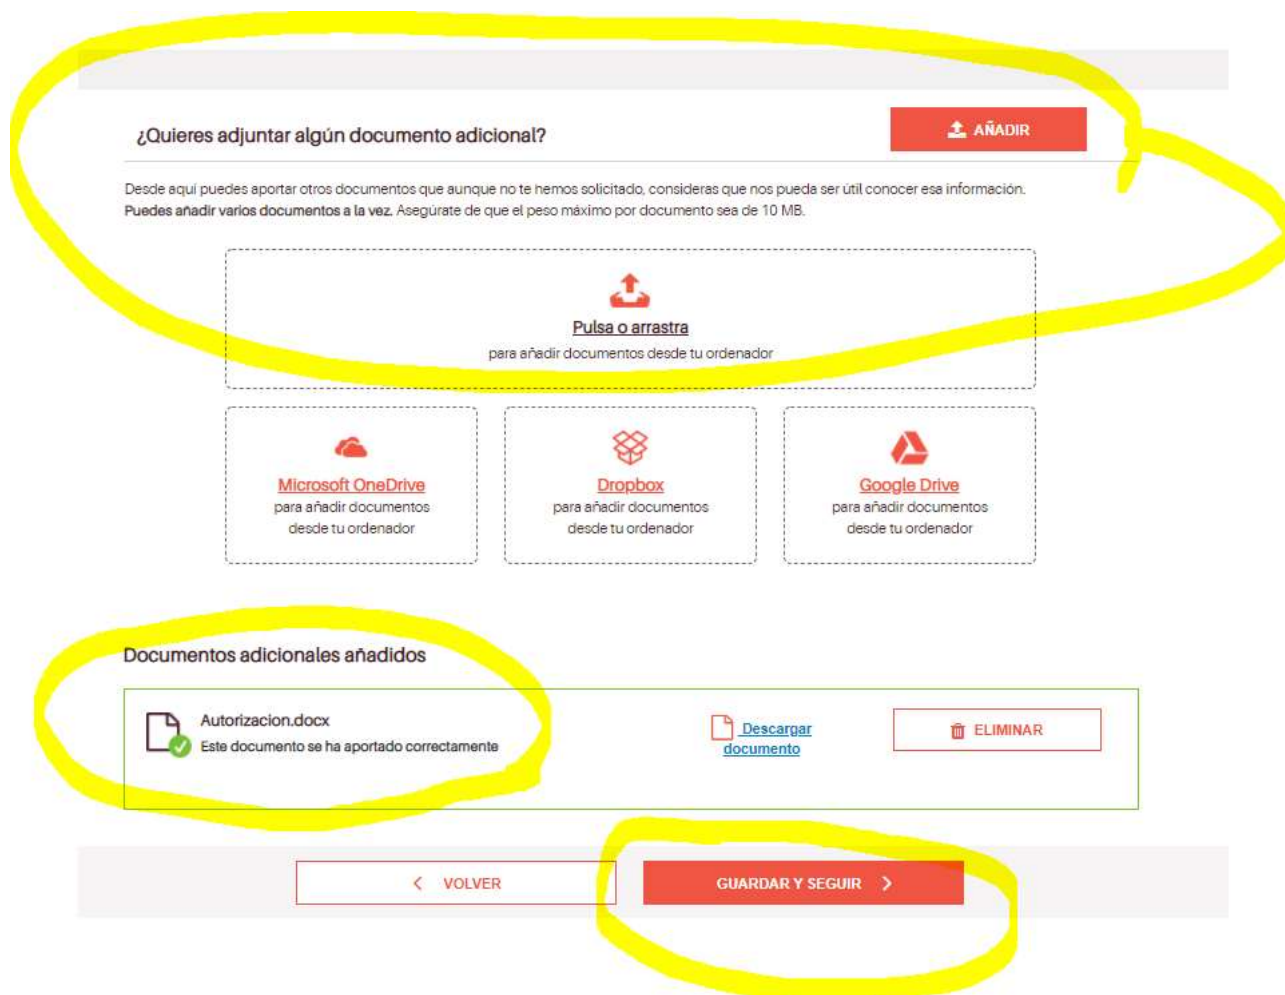 ¿Quieres adjuntar algún documento adicional?
AÑADIR
Desde aquí puedes aportar otros documentos que aunque no te hemos solicitado, consideras que nos pueda ser útil conocer esa información.
Puedes añadir varios documentos a la vez. Asegúrate de que el peso máximo por documento sea de 10 MB.
Pulsa o arrastra
para añadir documentos desde tu ordenador
Microsoft OneDrive
para añadir documentos
desde tu ordenador
Dropbox
para añadir documentos
desde tu ordenador
Google Drive
para añadir documentos
desde tu ordenador
Documentos adicionales añadidos
Autorizacion.docx
Este documento se ha aportado correctamente
Descargar
documento
ELIMINAR
VOLVER
GUARDAR Y SEGUIR